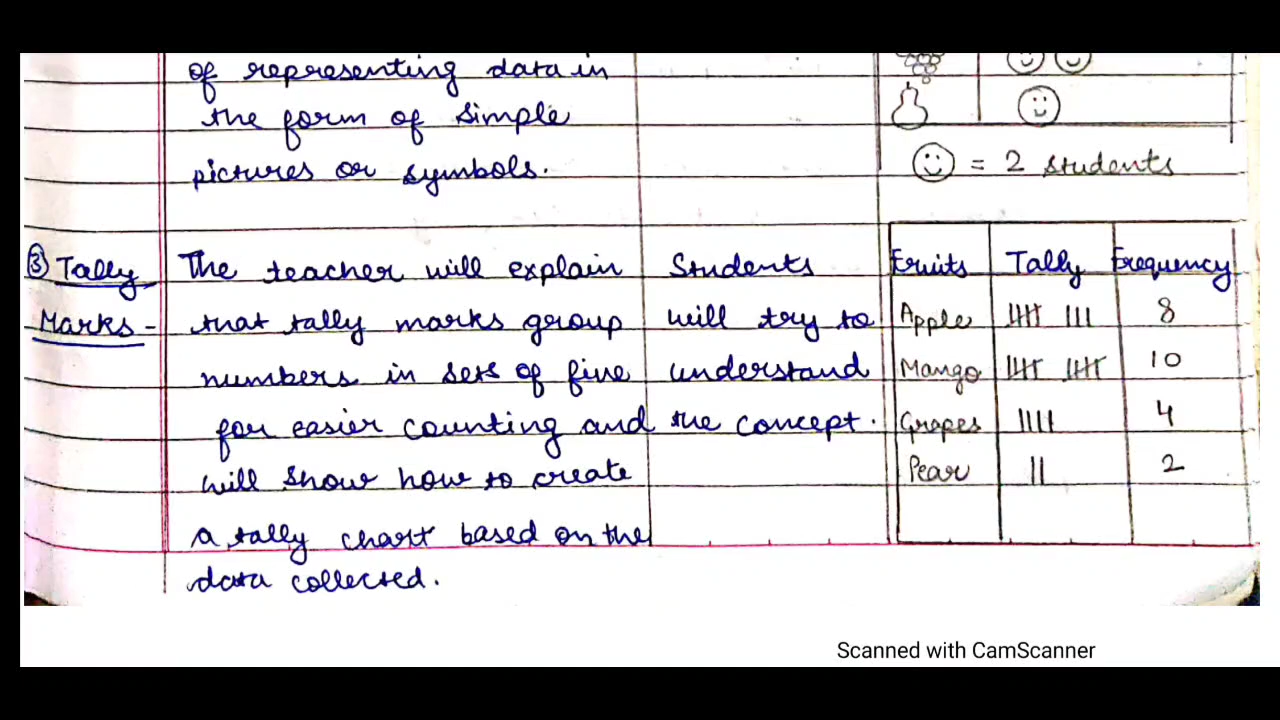 of representing data in
the form of simple
pictures or symbols.
= 2 students
③ Tally Marks -
The teacher will explain
that tally marks group
numbers in sets of five
for easier counting and
will show how to create
a tally chart based on the
data collected.
Students
will try to
understand
the concept.
Fruits Tally Frequency
Apple 8
Mango 10
Grapes 4
Pear 2
Scanned with CamScanner